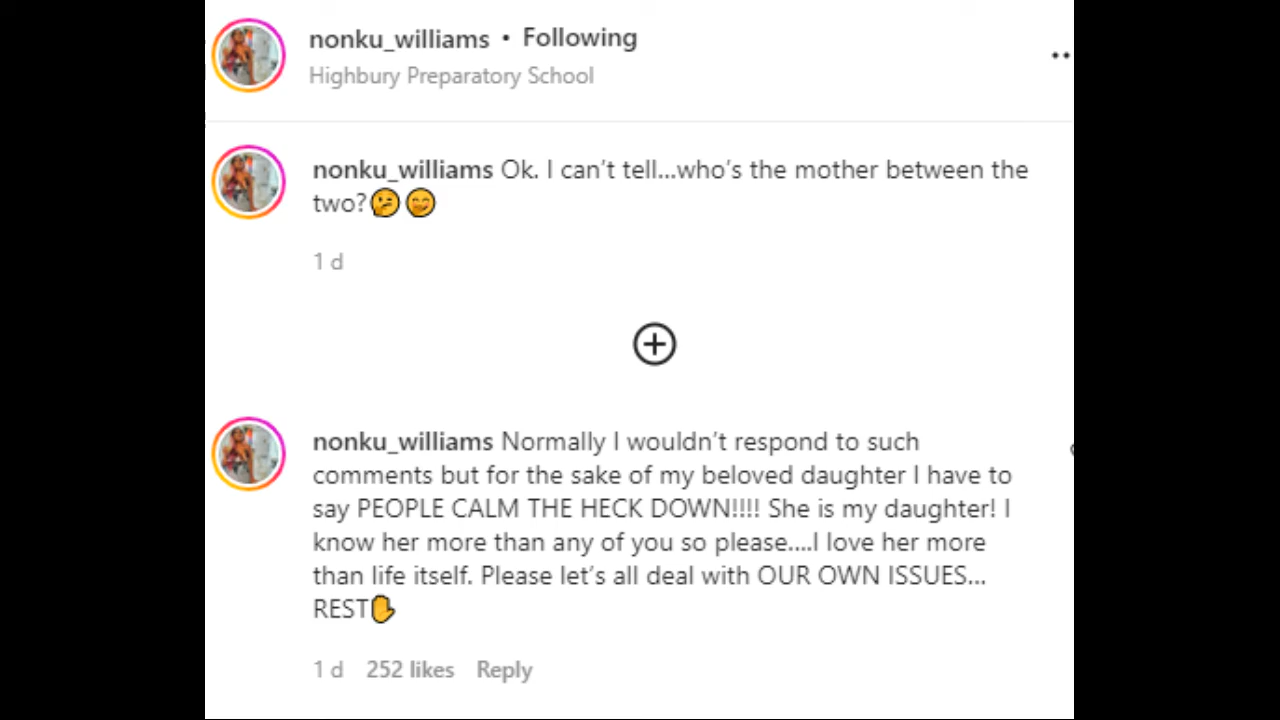 nonku_williams • Following
Highbury Preparatory School
nonku_williams Ok. I can’t tell...who’s the mother between the
two?🤔😊
1 d
nonku_williams Normally I wouldn’t respond to such
comments but for the sake of my beloved daughter I have to
say PEOPLE CALM THE HECK DOWN!!!! She is my daughter! I
know her more than any of you so please....I love her more
than life itself. Please let’s all deal with OUR OWN ISSUES...
REST✋
1 d 252 likes Reply